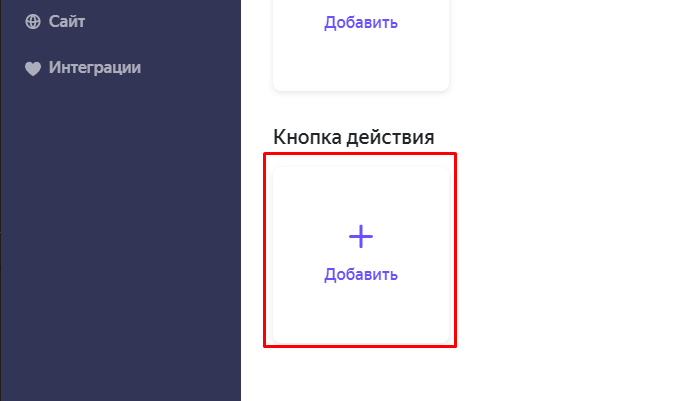 Сайт
Интеграции
Добавить
Кнопка действия
Добавить